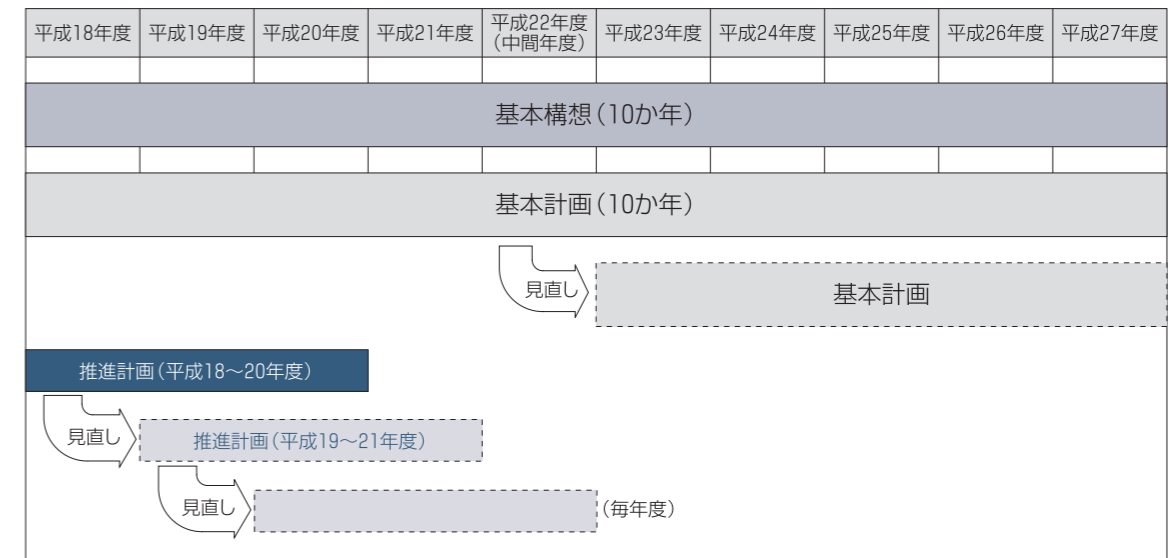 平成18年度 平成19年度 平成20年度 平成21年度 平成22年度 平成23年度 平成24年度 平成25年度 平成26年度 平成27年度
(中間年度)
基本構想(10か年)
基本計画(10か年)
見直し
基本計画
推進計画(平成18～20年度)
見直し
推進計画(平成19～21年度)
見直し
(毎年度)